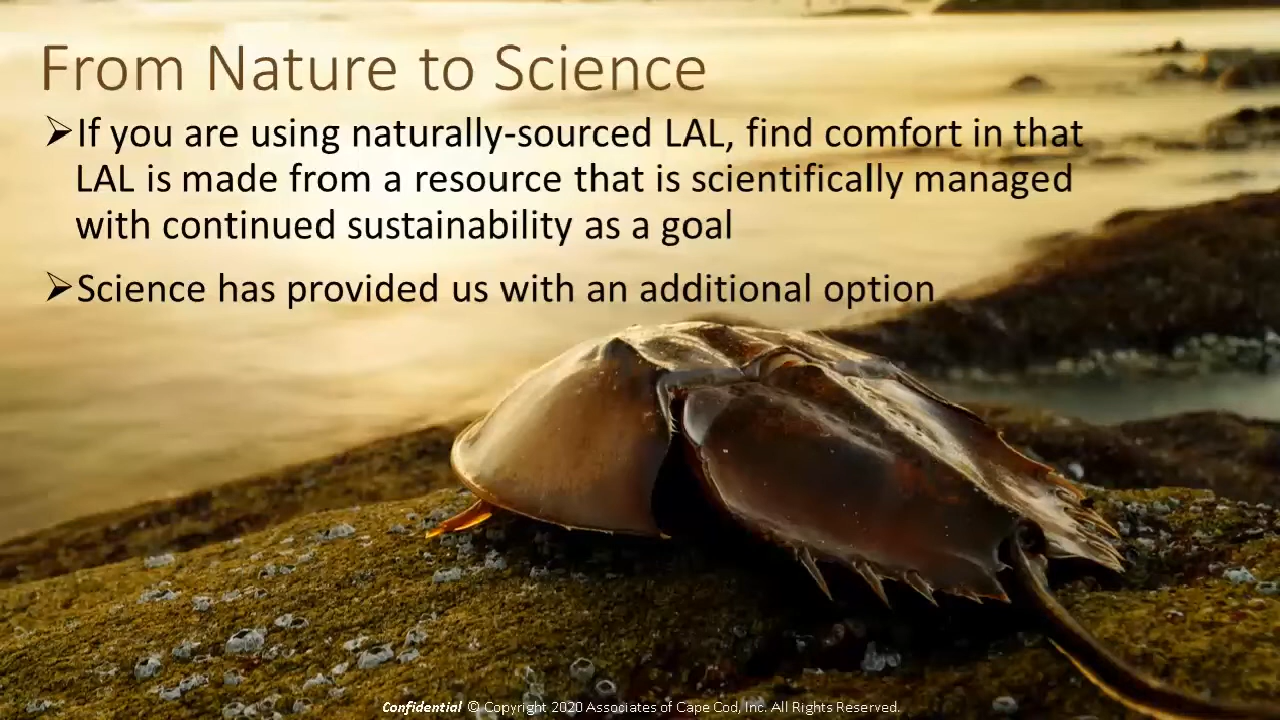 From Nature to Science
➢If you are using naturally-sourced LAL, find comfort in that
LAL is made from a resource that is scientifically managed
with continued sustainability as a goal
➢Science has provided us with an additional option
Confidential © Copyright 2020 Associates of Cape Cod, Inc. All Rights Reserved.